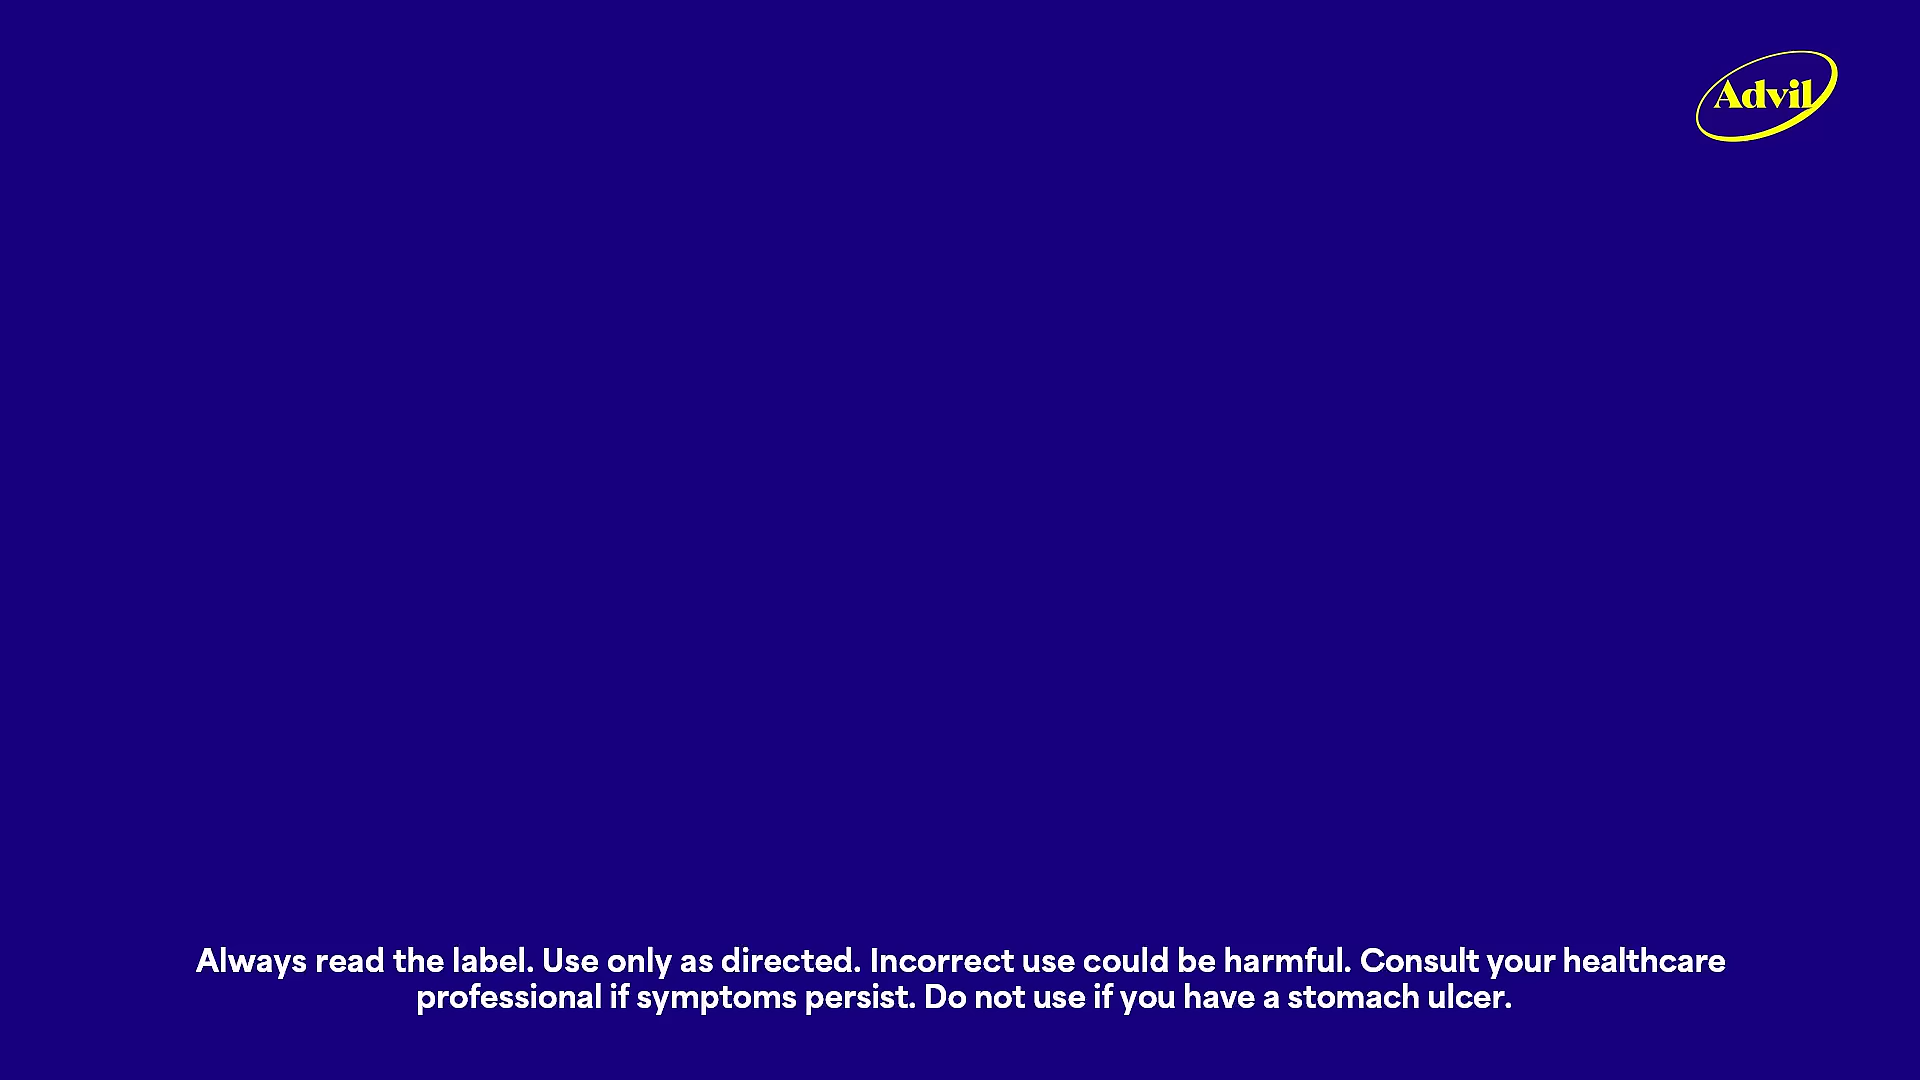 Advil
Always read the label. Use only as directed. Incorrect use could be harmful. Consult your healthcare
professional if symptoms persist. Do not use if you have a stomach ulcer.